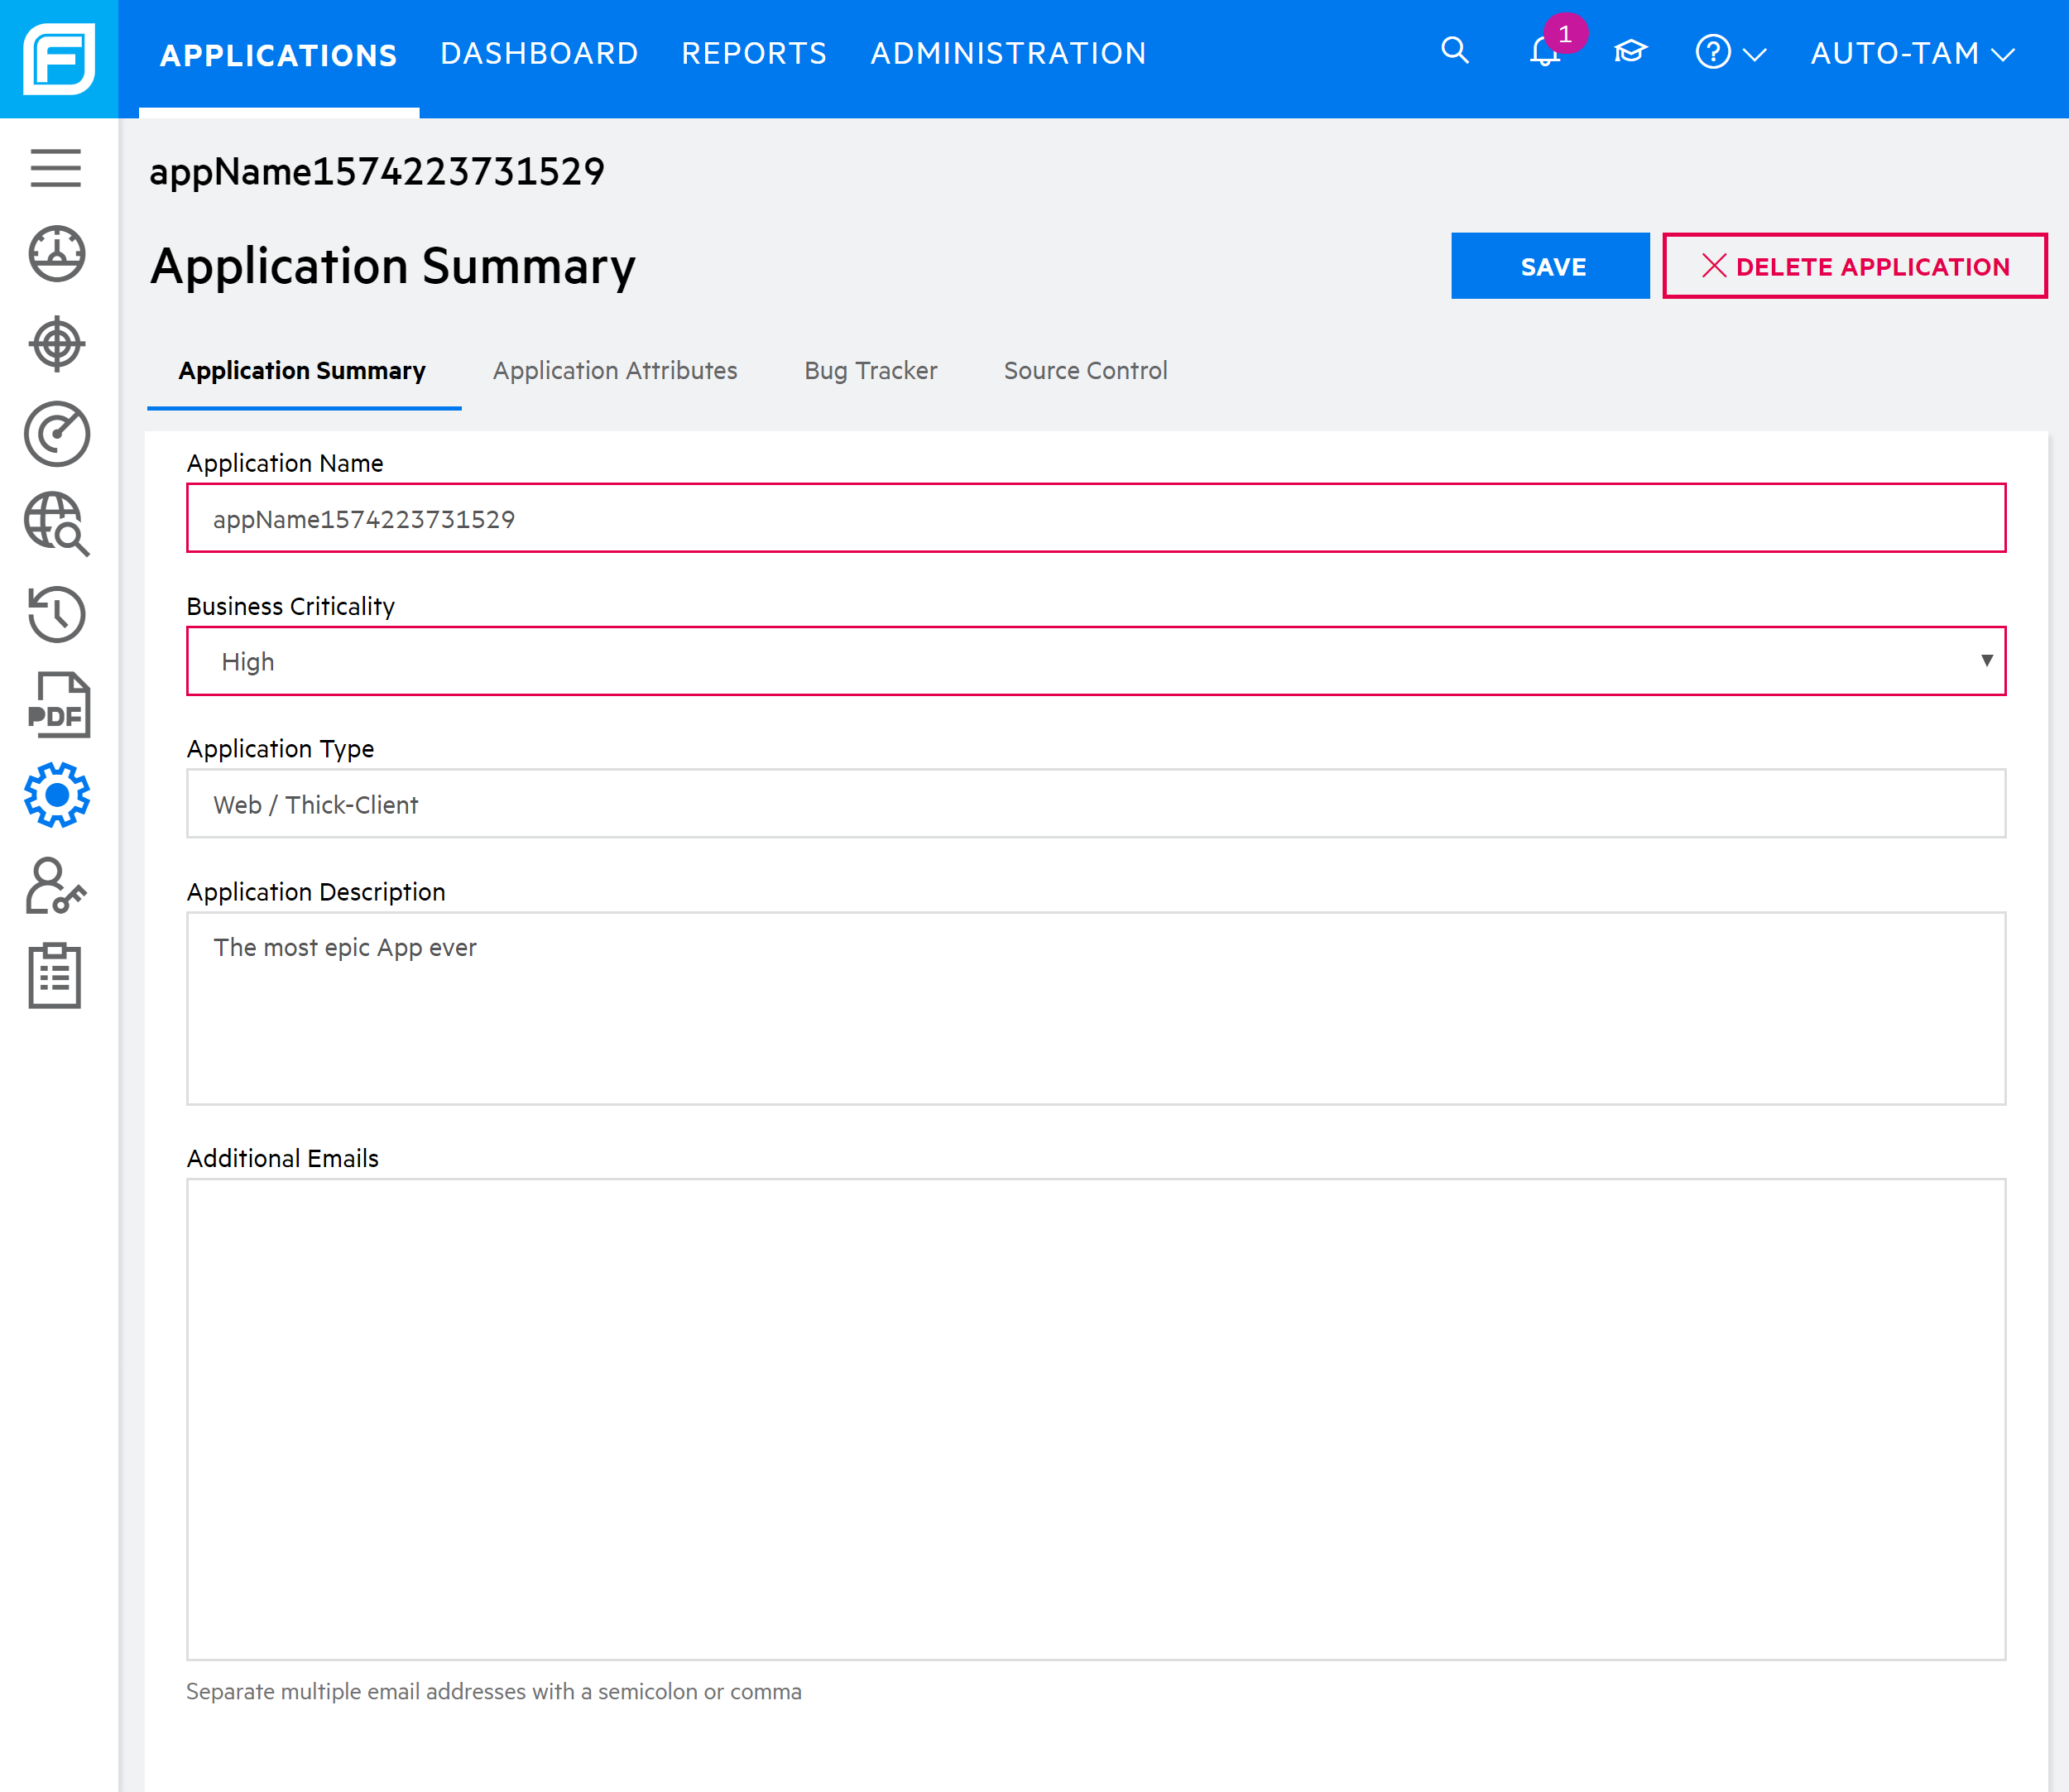 APPLICATIONS DASHBOARD REPORTS ADMINISTRATION 1 ? AUTO-TAM
appName1574223731529
Application Summary SAVE DELETE APPLICATION
Application Summary Application Attributes Bug Tracker Source Control
Application Name
appName1574223731529
Business Criticality
High
Application Type
Web / Thick-Client
Application Description
The most epic App ever
Additional Emails
Separate multiple email addresses with a semicolon or comma
PDF